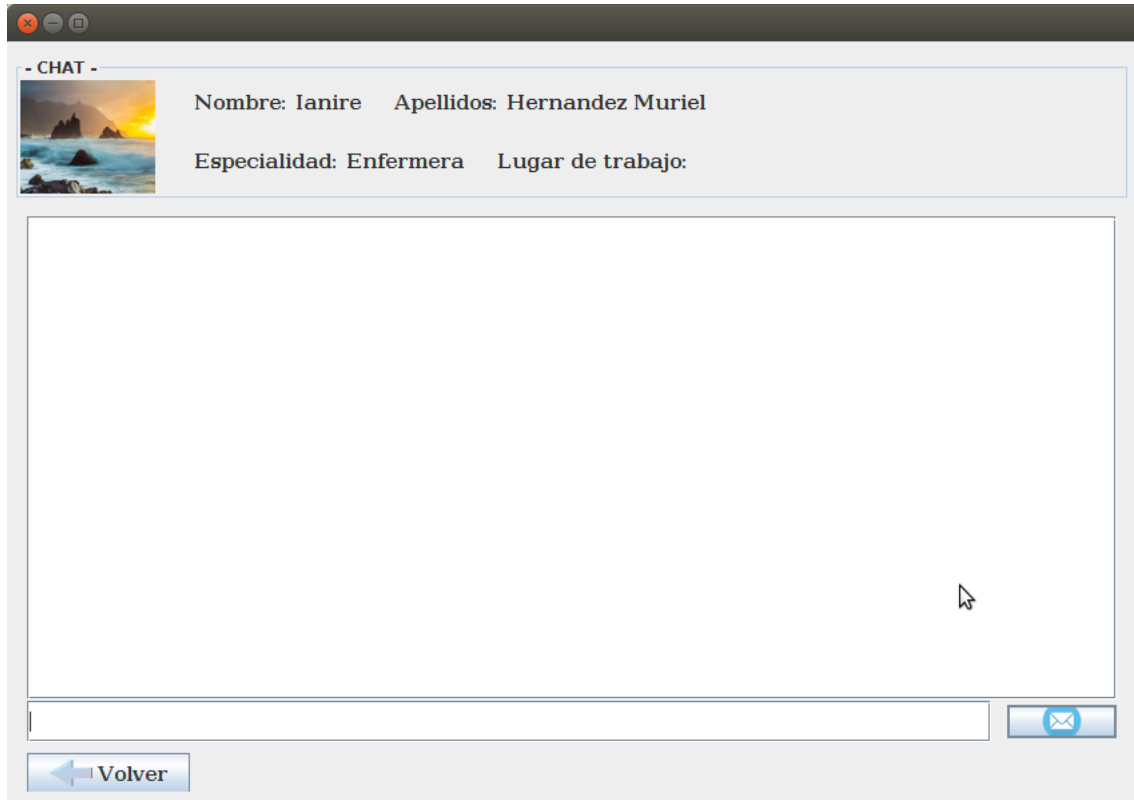 - CHAT -
Nombre: Ianire Apellidos: Hernandez Muriel
Especialidad: Enfermera Lugar de trabajo:
Volver